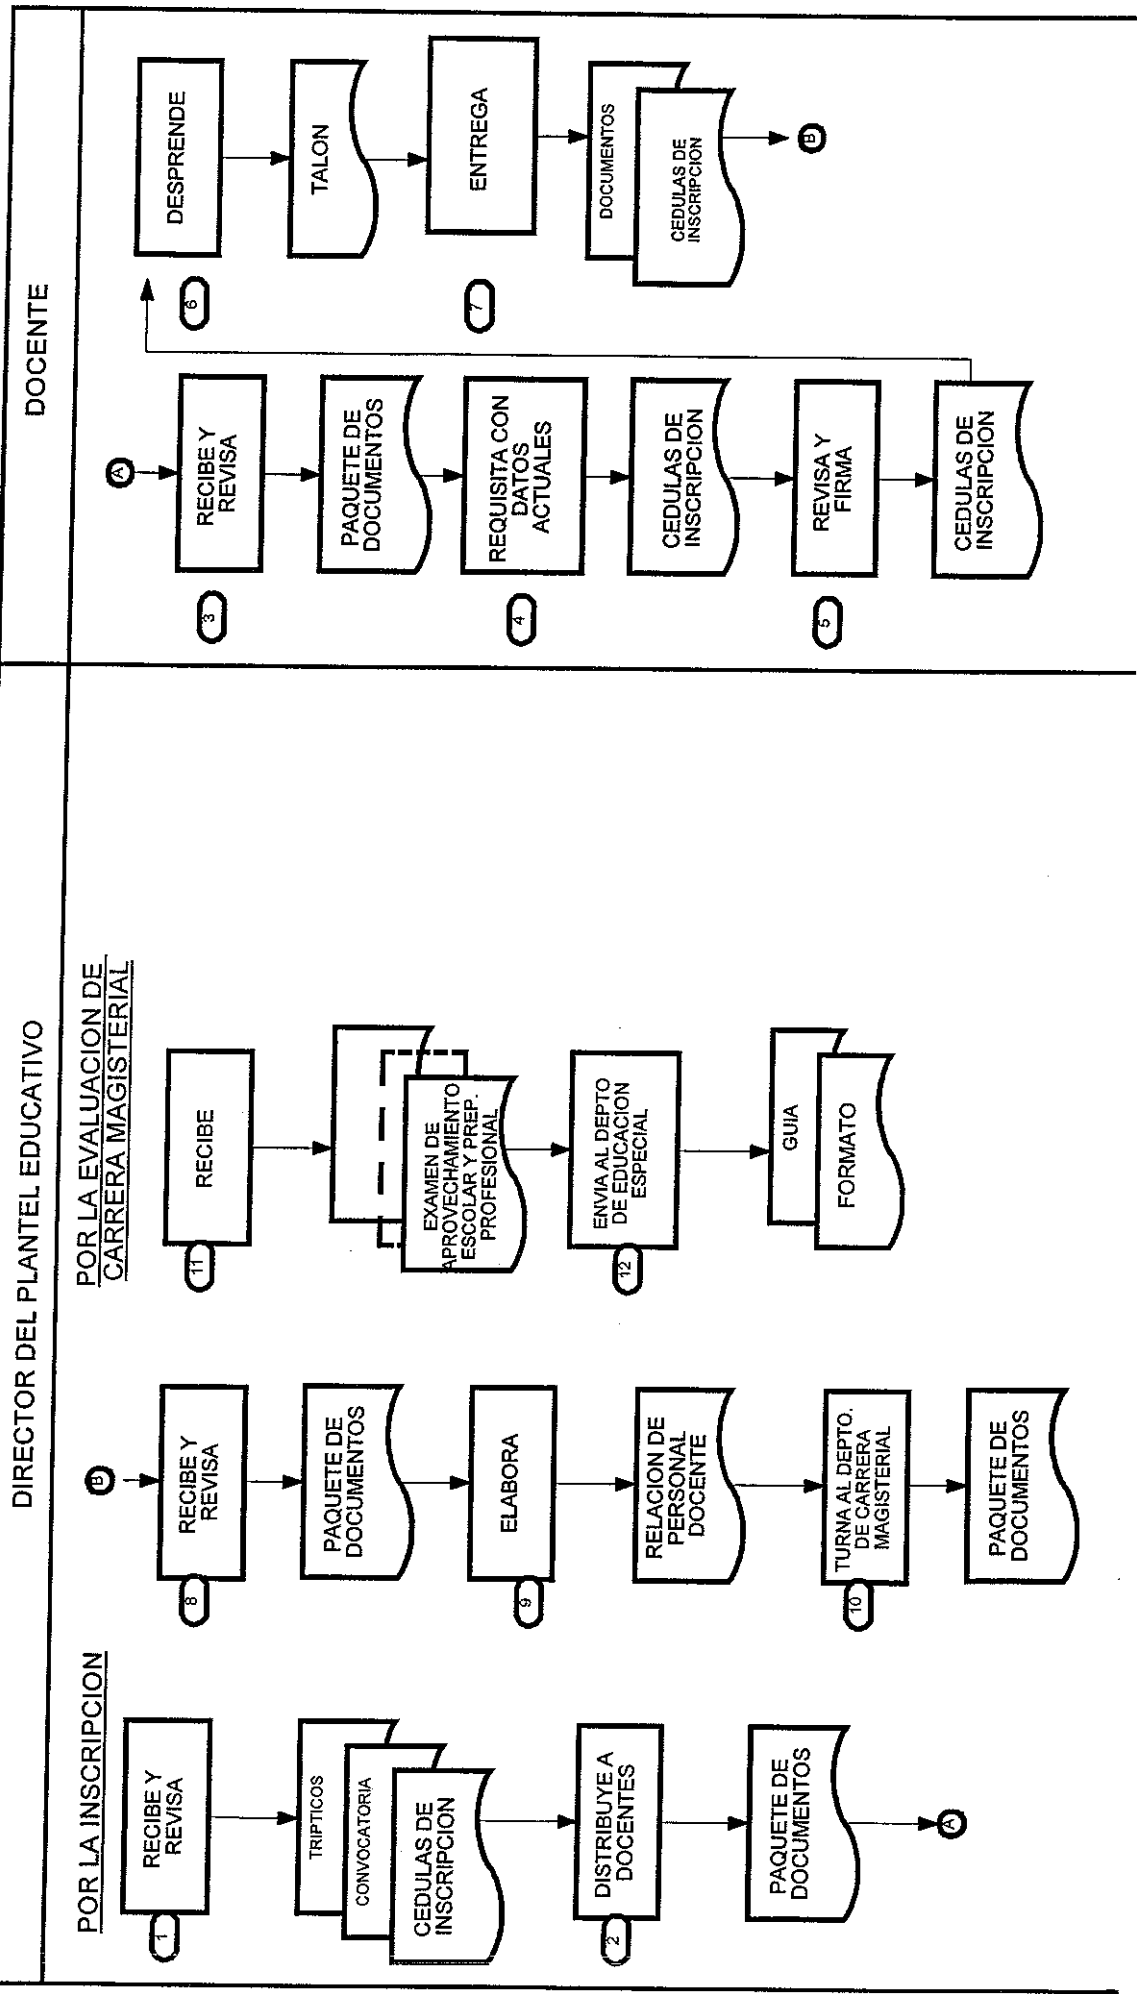 DIRECTOR DEL PLANTEL EDUCATIVO
DOCENTE
POR LA INSCRIPCION
1
RECIBE Y
REVISA
TRIPTICOS
CONVOCATORIA
CEDULAS DE
INSCRIPCION
2
DISTRIBUYE A
DOCENTES
PAQUETE DE
DOCUMENTOS
A
B
8
RECIBE Y
REVISA
PAQUETE DE
DOCUMENTOS
9
ELABORA
RELACION DE
PERSONAL
DOCENTE
10
TURNA AL DEPTO.
DE CARRERA
MAGISTERIAL
PAQUETE DE
DOCUMENTOS
POR LA EVALUACION DE
CARRERA MAGISTERIAL
11
RECIBE
EXAMEN DE
APROVECHAMIENTO
ESCOLAR Y PREP.
PROFESIONAL
12
ENVIA AL DEPTO
DE EDUCACION
ESPECIAL
GUIA
FORMATO
A
3
RECIBE Y
REVISA
PAQUETE DE
DOCUMENTOS
4
REQUISITA CON
DATOS
ACTUALES
CEDULAS DE
INSCRIPCION
5
REVISA Y
FIRMA
CEDULAS DE
INSCRIPCION
6
DESPRENDE
TALON
7
ENTREGA
DOCUMENTOS
CEDULAS DE
INSCRIPCION
B